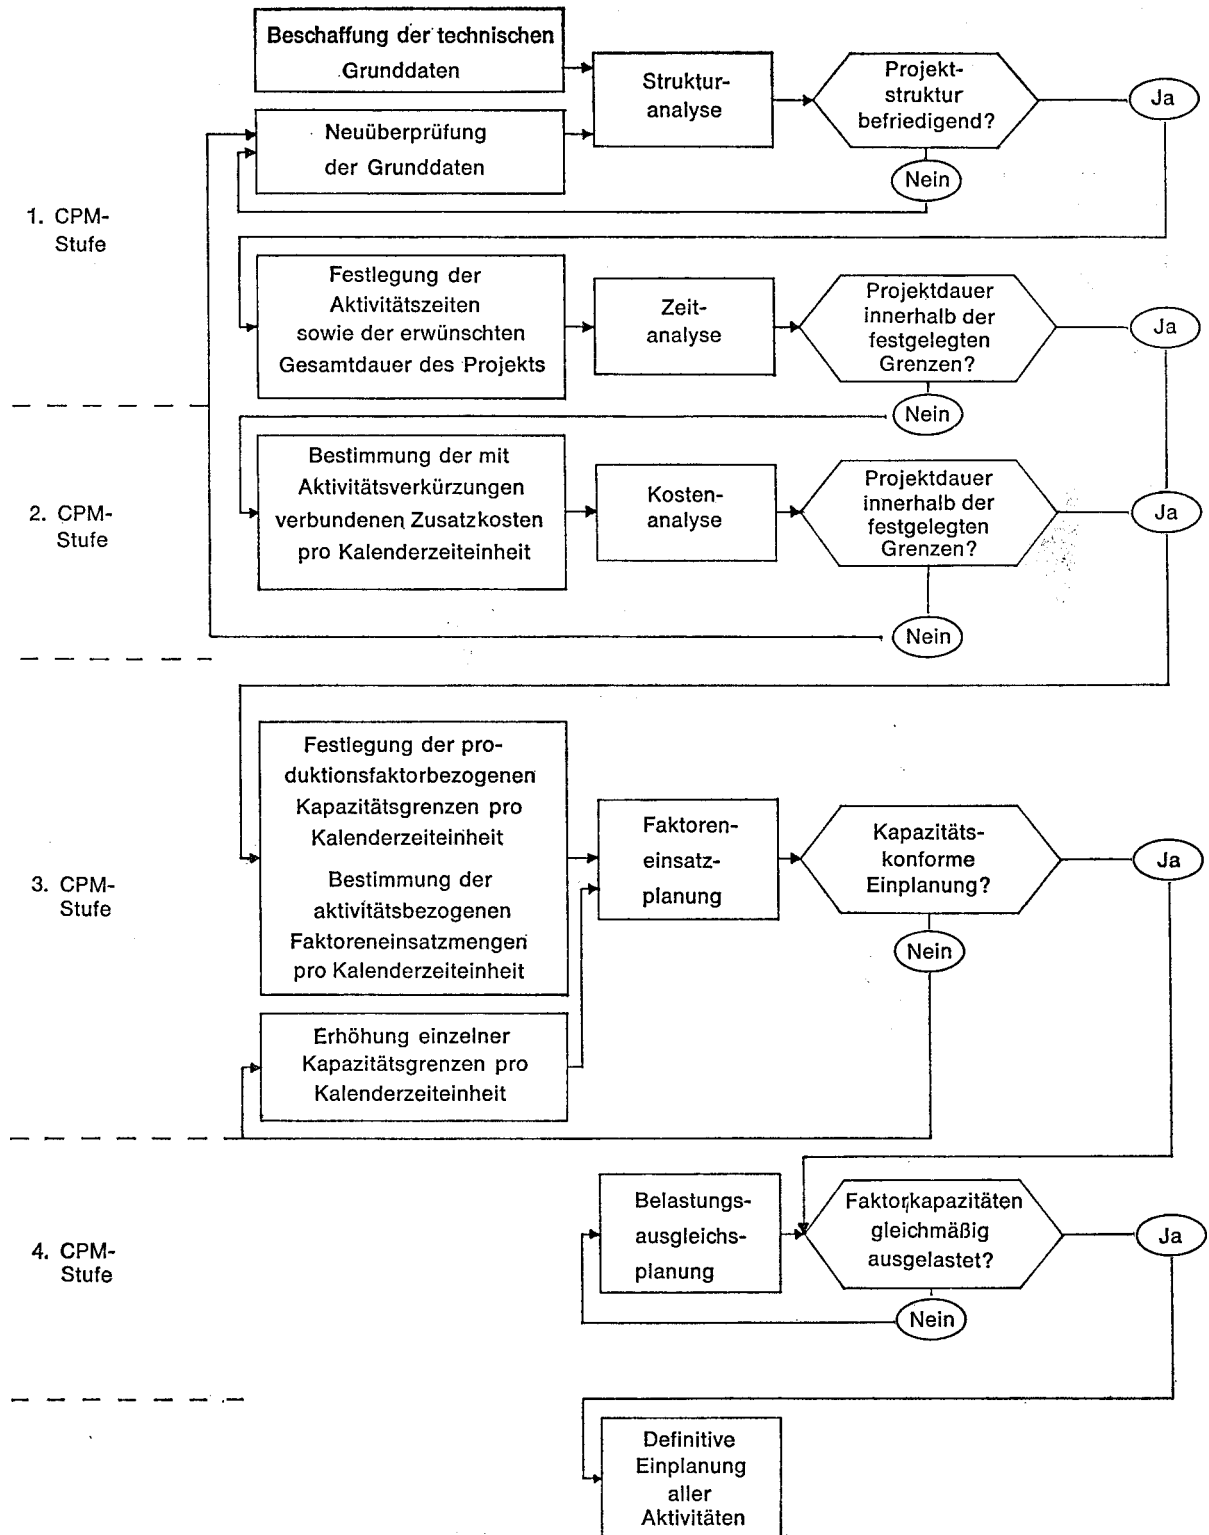 Beschaffung der technischen
Grunddaten
Struktur-
analyse
Projekt-
struktur
befriedigend?
Ja
Neuüberprüfung
der Grunddaten
Nein
1. CPM-
Stufe
Festlegung der
Aktivitätszeiten
sowie der erwünschten
Gesamtdauer des Projekts
Zeit-
analyse
Projektdauer
innerhalb der
festgelegten
Grenzen?
Ja
Nein
2. CPM-
Stufe
Bestimmung der mit
Aktivitätsverkürzungen
verbundenen Zusatzkosten
pro Kalenderzeiteinheit
Kosten-
analyse
Projektdauer
innerhalb der
festgelegten
Grenzen?
Ja
Nein
3. CPM-
Stufe
Festlegung der pro-
duktionsfaktorbezogenen
Kapazitätsgrenzen pro
Kalenderzeiteinheit
Bestimmung der
aktivitätsbezogenen
Faktoreneinsatzmengen
pro Kalenderzeiteinheit
Faktoren-
einsatz-
planung
Kapazitäts-
konforme
Einplanung?
Ja
Nein
Erhöhung einzelner
Kapazitätsgrenzen pro
Kalenderzeiteinheit
4. CPM-
Stufe
Belastungs-
ausgleichs-
planung
Faktorkapazitäten
gleichmäßig
ausgelastet?
Ja
Nein
Definitive
Einplanung
aller
Aktivitäten